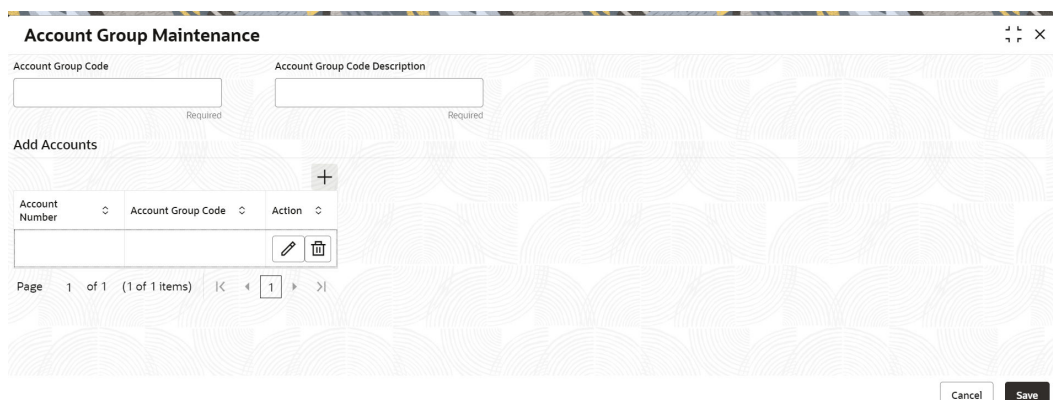 Account Group Maintenance
Account Group Code Account Group Code Description
Required Required
Add Accounts
Account Number Account Group Code Action
Page 1 of 1 (1 of 1 items) 1
Cancel Save